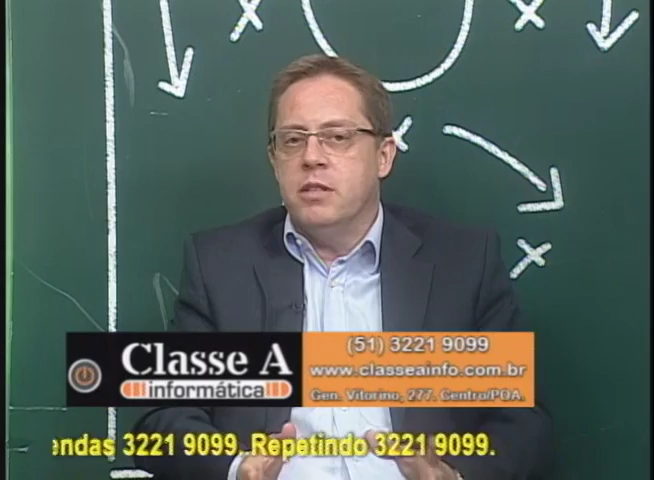 Classe A
informática
(51) 3221 9099
www.classeainfo.com.br
Gen. Vitorino, 277, Centro/POA.
endas 3221 9099. Repetindo 3221 9099.